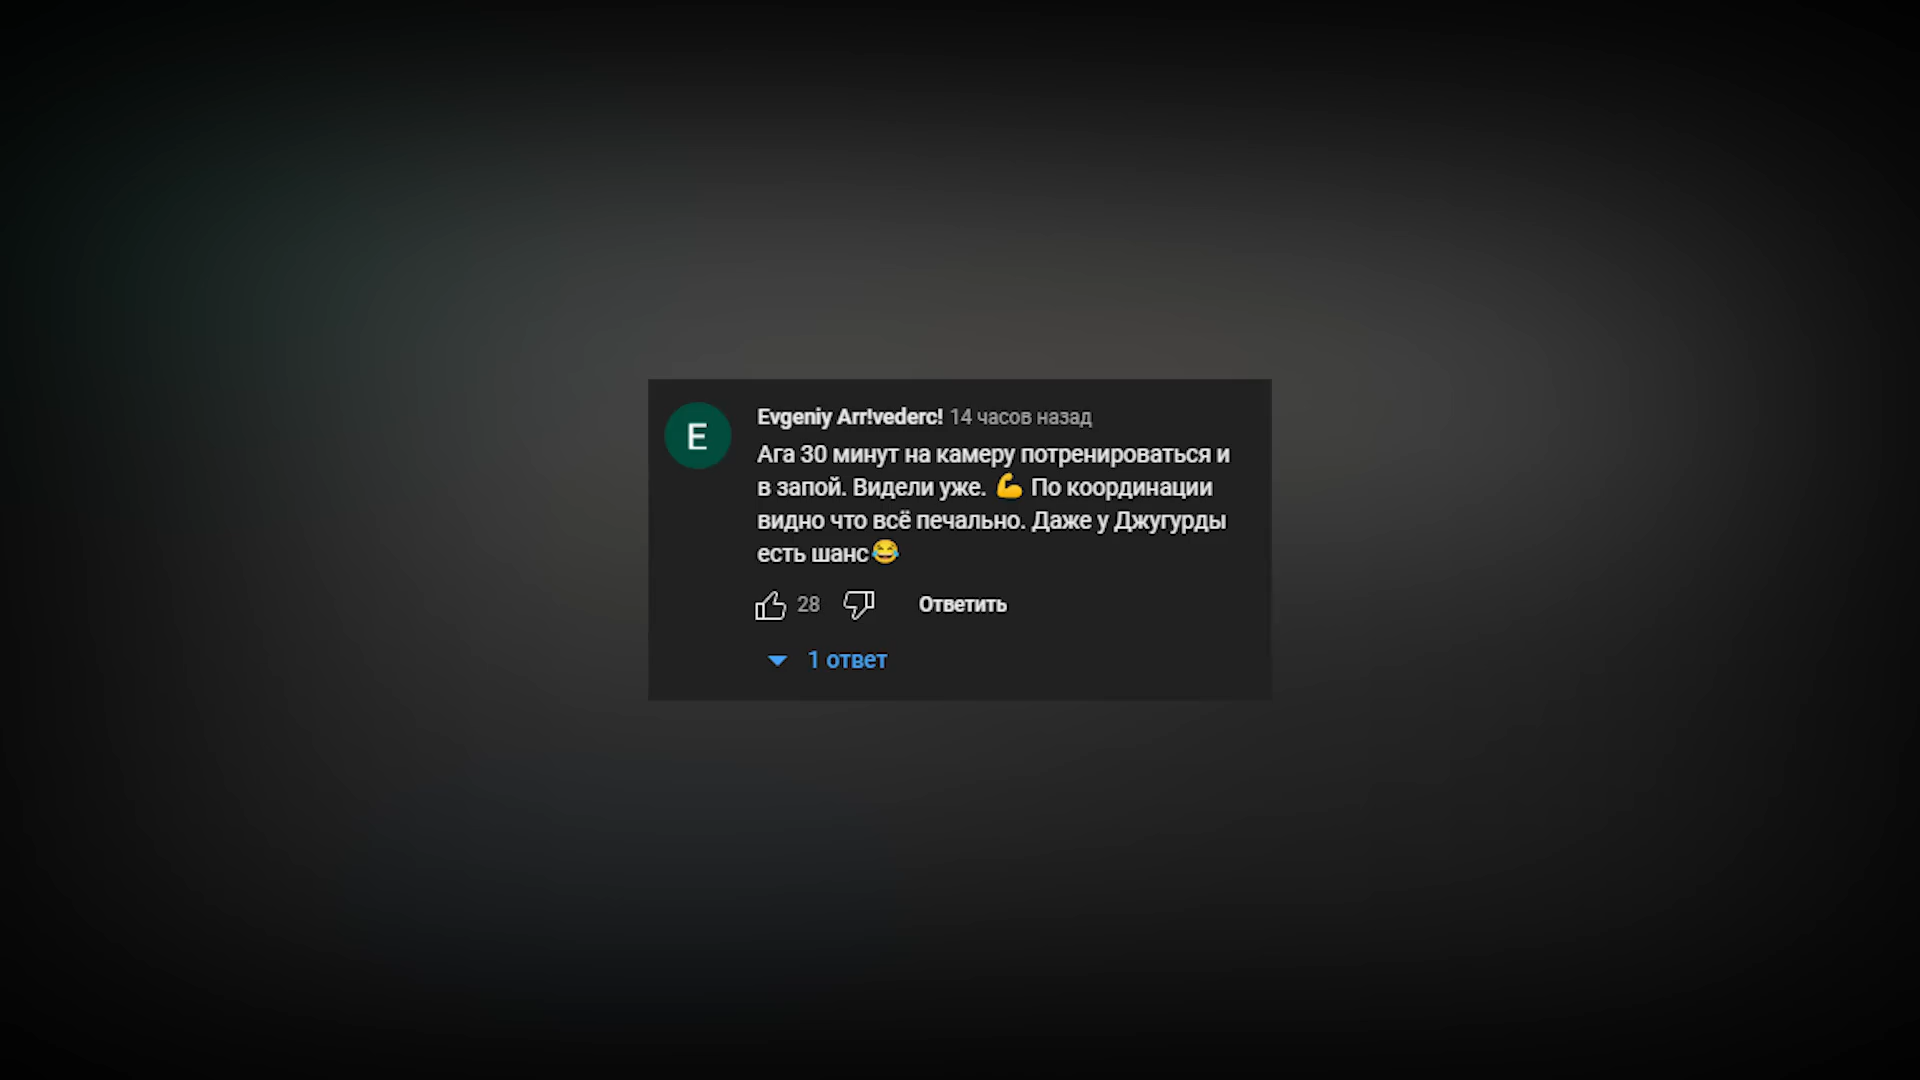 E
Evgeniy Arr!vederc! 14 часов назад
Ага 30 минут на камеру потренироваться и
в запой. Видели уже. 💪 По координации
видно что всё печально. Даже у Джугурды
есть шанс😂
28 Ответить
1 ответ